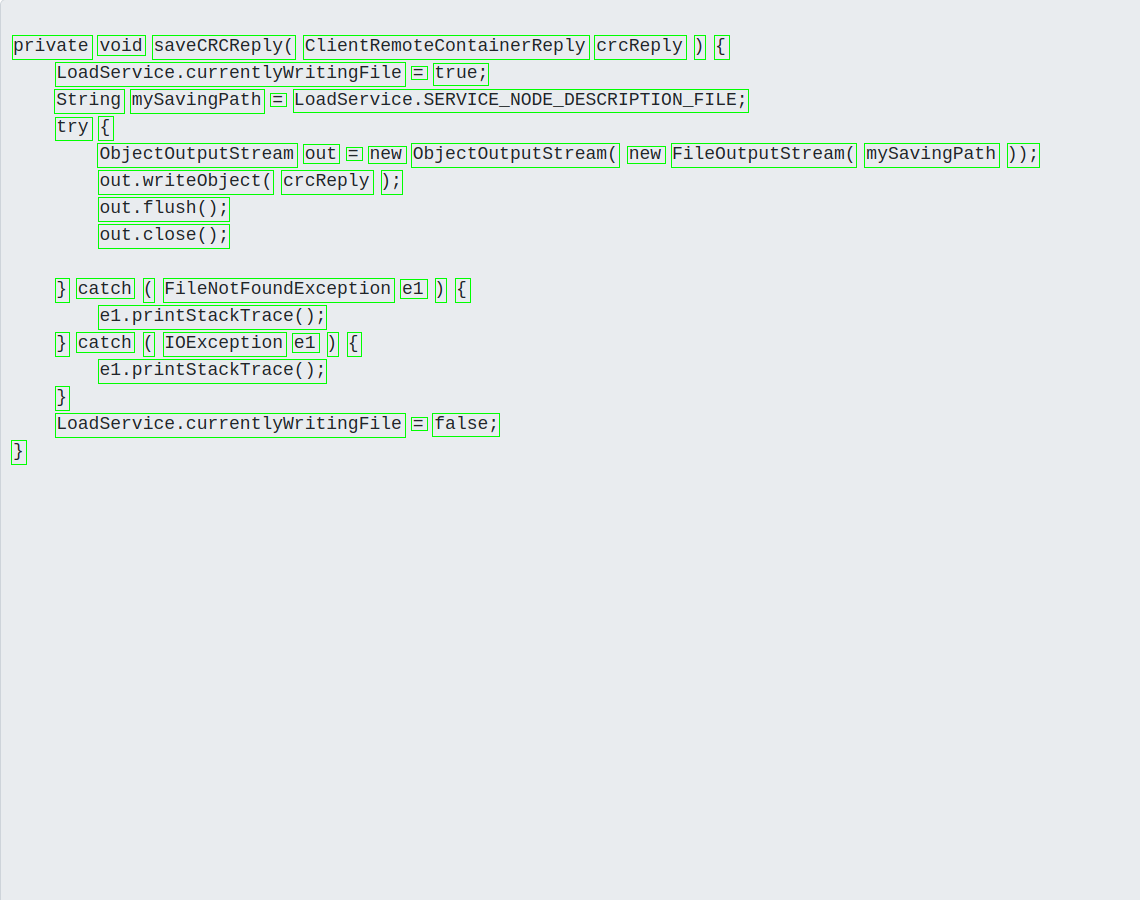 private void saveCRCReply( ClientRemoteContainerReply crcReply ) {
LoadService.currentlyWritingFile = true;
String mySavingPath = LoadService.SERVICE_NODE_DESCRIPTION_FILE;
try {
ObjectOutputStream out = new ObjectOutputStream( new FileOutputStream( mySavingPath ));
out.writeObject( crcReply );
out.flush();
out.close();
} catch ( FileNotFoundException e1 ) {
e1.printStackTrace();
} catch ( IOException e1 ) {
e1.printStackTrace();
}
LoadService.currentlyWritingFile = false;
}